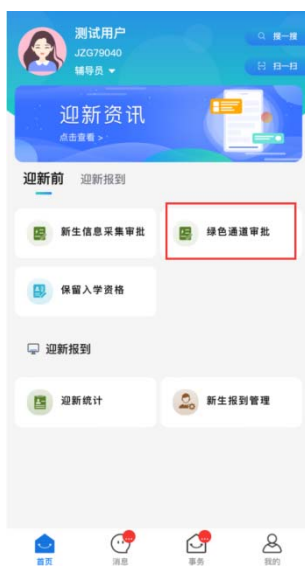 测试用户
搜一搜
JZG79040
辅导员
扫一扫
迎新资讯
点击查看 >
迎新前 迎新报到
新生信息采集审批 绿色通道审批
保留入学资格
迎新报到
迎新统计 新生报到管理
首页 消息 事务 我的